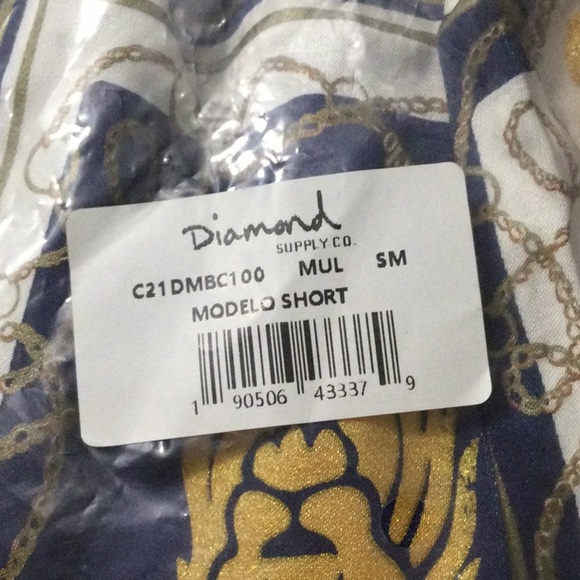 Diamond
SUPPLY CO.
C21DMBC100 MUL SM
MODELO SHORT
1 90506 43337 9